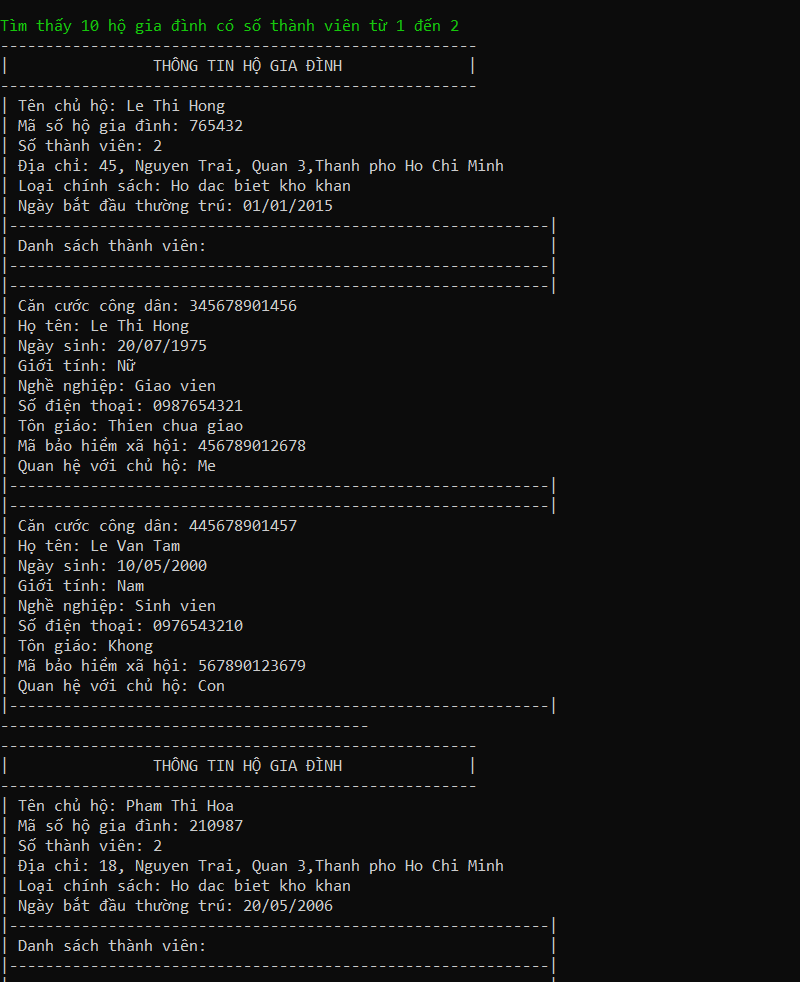 Tìm thấy 10 hộ gia đình có số thành viên từ 1 đến 2
-----------------------------------------------------
|                THÔNG TIN HỘ GIA ĐÌNH              |
-----------------------------------------------------
| Tên chủ hộ: Le Thi Hong
| Mã số hộ gia đình: 765432
| Số thành viên: 2
| Địa chỉ: 45, Nguyen Trai, Quan 3,Thanh pho Ho Chi Minh
| Loại chính sách: Ho dac biet kho khan
| Ngày bắt đầu thường trú: 01/01/2015
|------------------------------------------------------------|
| Danh sách thành viên:                                      |
|------------------------------------------------------------|
|------------------------------------------------------------|
| Căn cước công dân: 345678901456
| Họ tên: Le Thi Hong
| Ngày sinh: 20/07/1975
| Giới tính: Nữ
| Nghề nghiệp: Giao vien
| Số điện thoại: 0987654321
| Tôn giáo: Thien chua giao
| Mã bảo hiểm xã hội: 456789012678
| Quan hệ với chủ hộ: Me
|------------------------------------------------------------|
|------------------------------------------------------------|
| Căn cước công dân: 445678901457
| Họ tên: Le Van Tam
| Ngày sinh: 10/05/2000
| Giới tính: Nam
| Nghề nghiệp: Sinh vien
| Số điện thoại: 0976543210
| Tôn giáo: Khong
| Mã bảo hiểm xã hội: 567890123679
| Quan hệ với chủ hộ: Con
|------------------------------------------------------------|
-----------------------------------------
-----------------------------------------------------
|                THÔNG TIN HỘ GIA ĐÌNH              |
-----------------------------------------------------
| Tên chủ hộ: Pham Thi Hoa
| Mã số hộ gia đình: 210987
| Số thành viên: 2
| Địa chỉ: 18, Nguyen Trai, Quan 3,Thanh pho Ho Chi Minh
| Loại chính sách: Ho dac biet kho khan
| Ngày bắt đầu thường trú: 20/05/2006
|------------------------------------------------------------|
| Danh sách thành viên:                                      |
|------------------------------------------------------------|